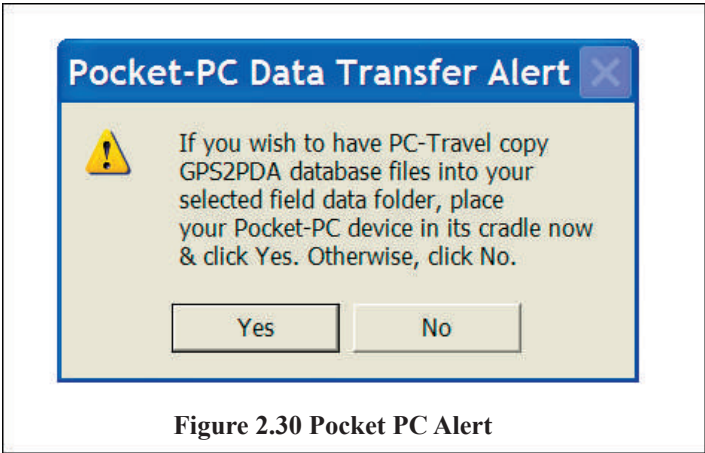 Pocket-PC Data Transfer Alert
If you wish to have PC-Travel copy
GPS2PDA database files into your
selected field data folder, place
your Pocket-PC device in its cradle now
& click Yes. Otherwise, click No.
Yes No
Figure 2.30 Pocket PC Alert